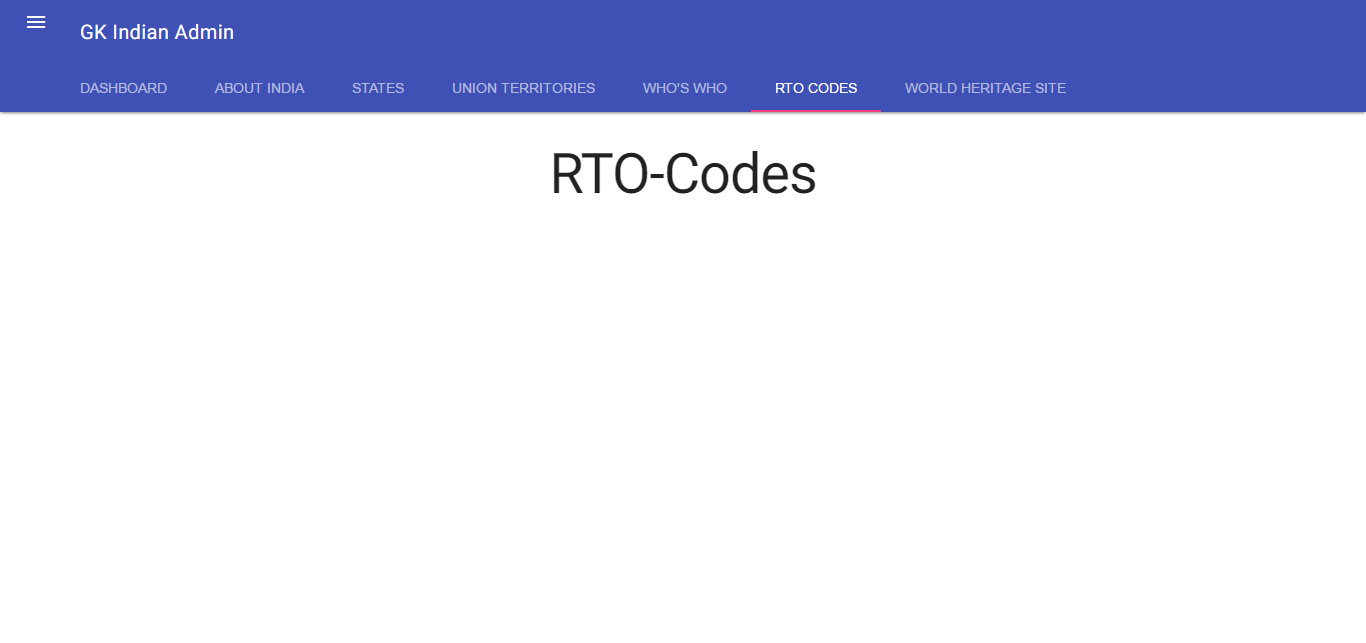 GK Indian Admin
DASHBOARD ABOUT INDIA STATES UNION TERRITORIES WHO'S WHO RTO CODES WORLD HERITAGE SITE
RTO-Codes